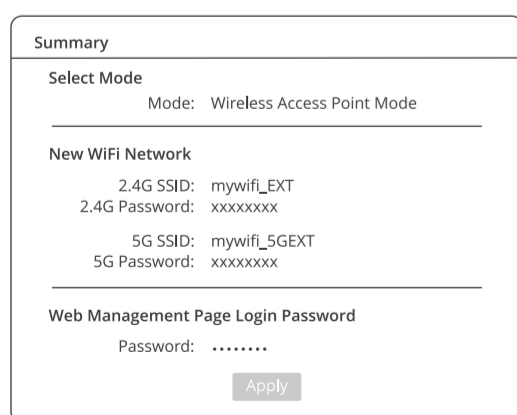 Summary
Select Mode
Mode: Wireless Access Point Mode
New WiFi Network
2.4G SSID: mywifi_EXT
2.4G Password: xxxxxxxx
5G SSID: mywifi_5GEXT
5G Password: xxxxxxxx
Web Management Page Login Password
Password: ........
Apply